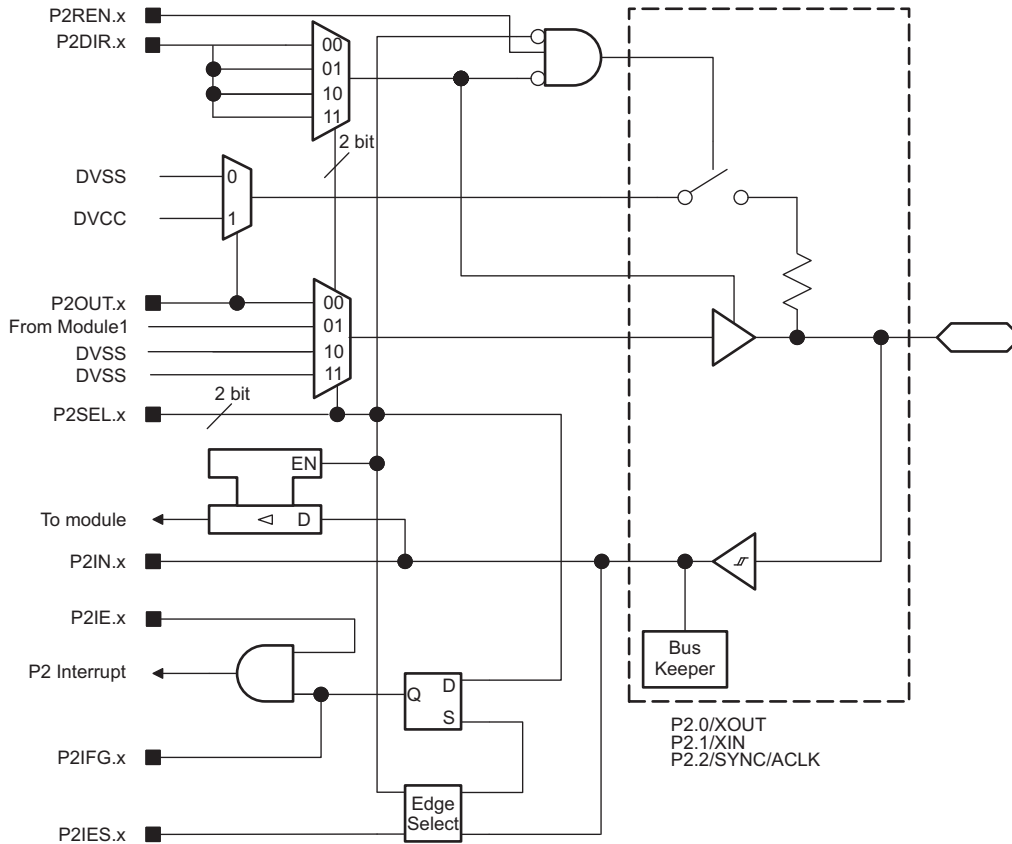 P2REN.x
P2DIR.x
00
01
10
11
2 bit
DVSS
0
DVCC
1
P2OUT.x
00
From Module1
01
DVSS
10
DVSS
11
2 bit
P2SEL.x
EN
To module
D
P2IN.x
P2IE.x
Bus
Keeper
P2 Interrupt
Q
D
S
P2.0/XOUT
P2.1/XIN
P2.2/SYNC/ACLK
P2IFG.x
Edge
Select
P2IES.x